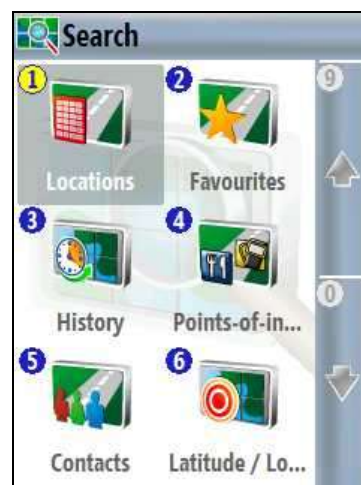 Search
1
2
9
Locations
Favourites
3
4
History
Points-of-in...
0
5
6
Contacts
Latitude / Lo...